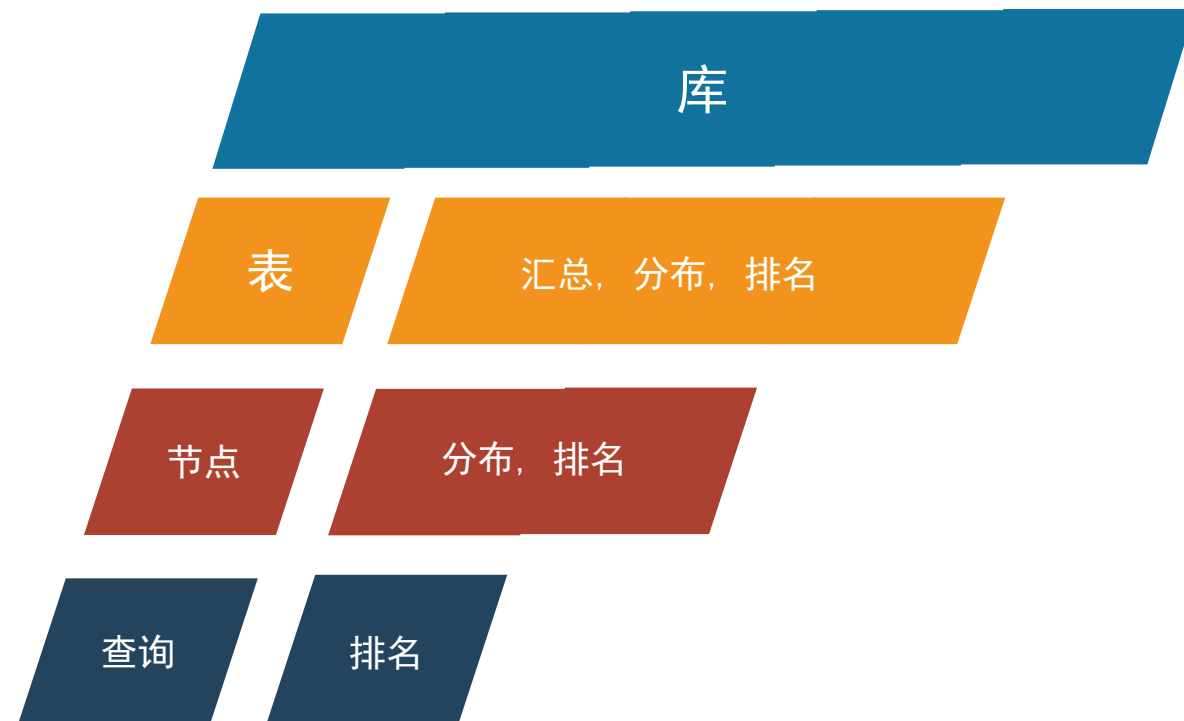 库
表
汇总, 分布, 排名
节点
分布, 排名
查询
排名